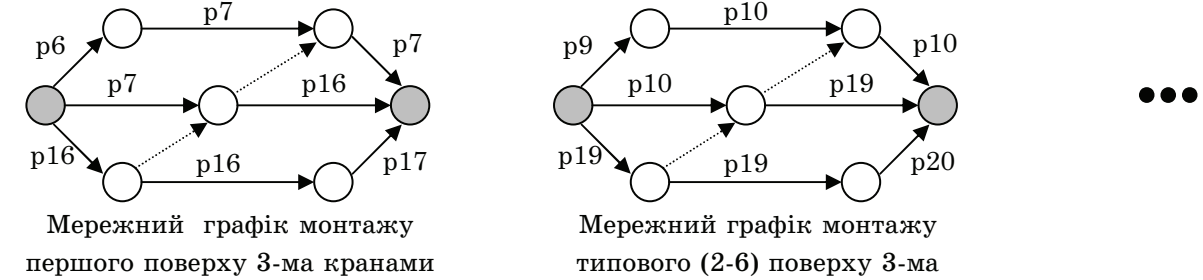 p7 p10
p6 p7 p9 p10
p7 p16 p10 p19
p16 p16 p17 p19 p19 p20
Мережний графік монтажу Мережний графік монтажу
першого поверху 3-ма кранами типового (2-6) поверху 3-ма